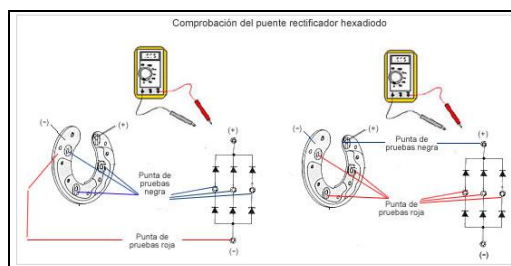 Comprobación del puente rectificador hexadiodo
(-)
(+)
(+)
Punta de
pruebas
negra
Punta de
pruebas roja
(-)
(-)
(+)
Punta de
pruebas negra
(+)
Punta de
pruebas roja
(-)